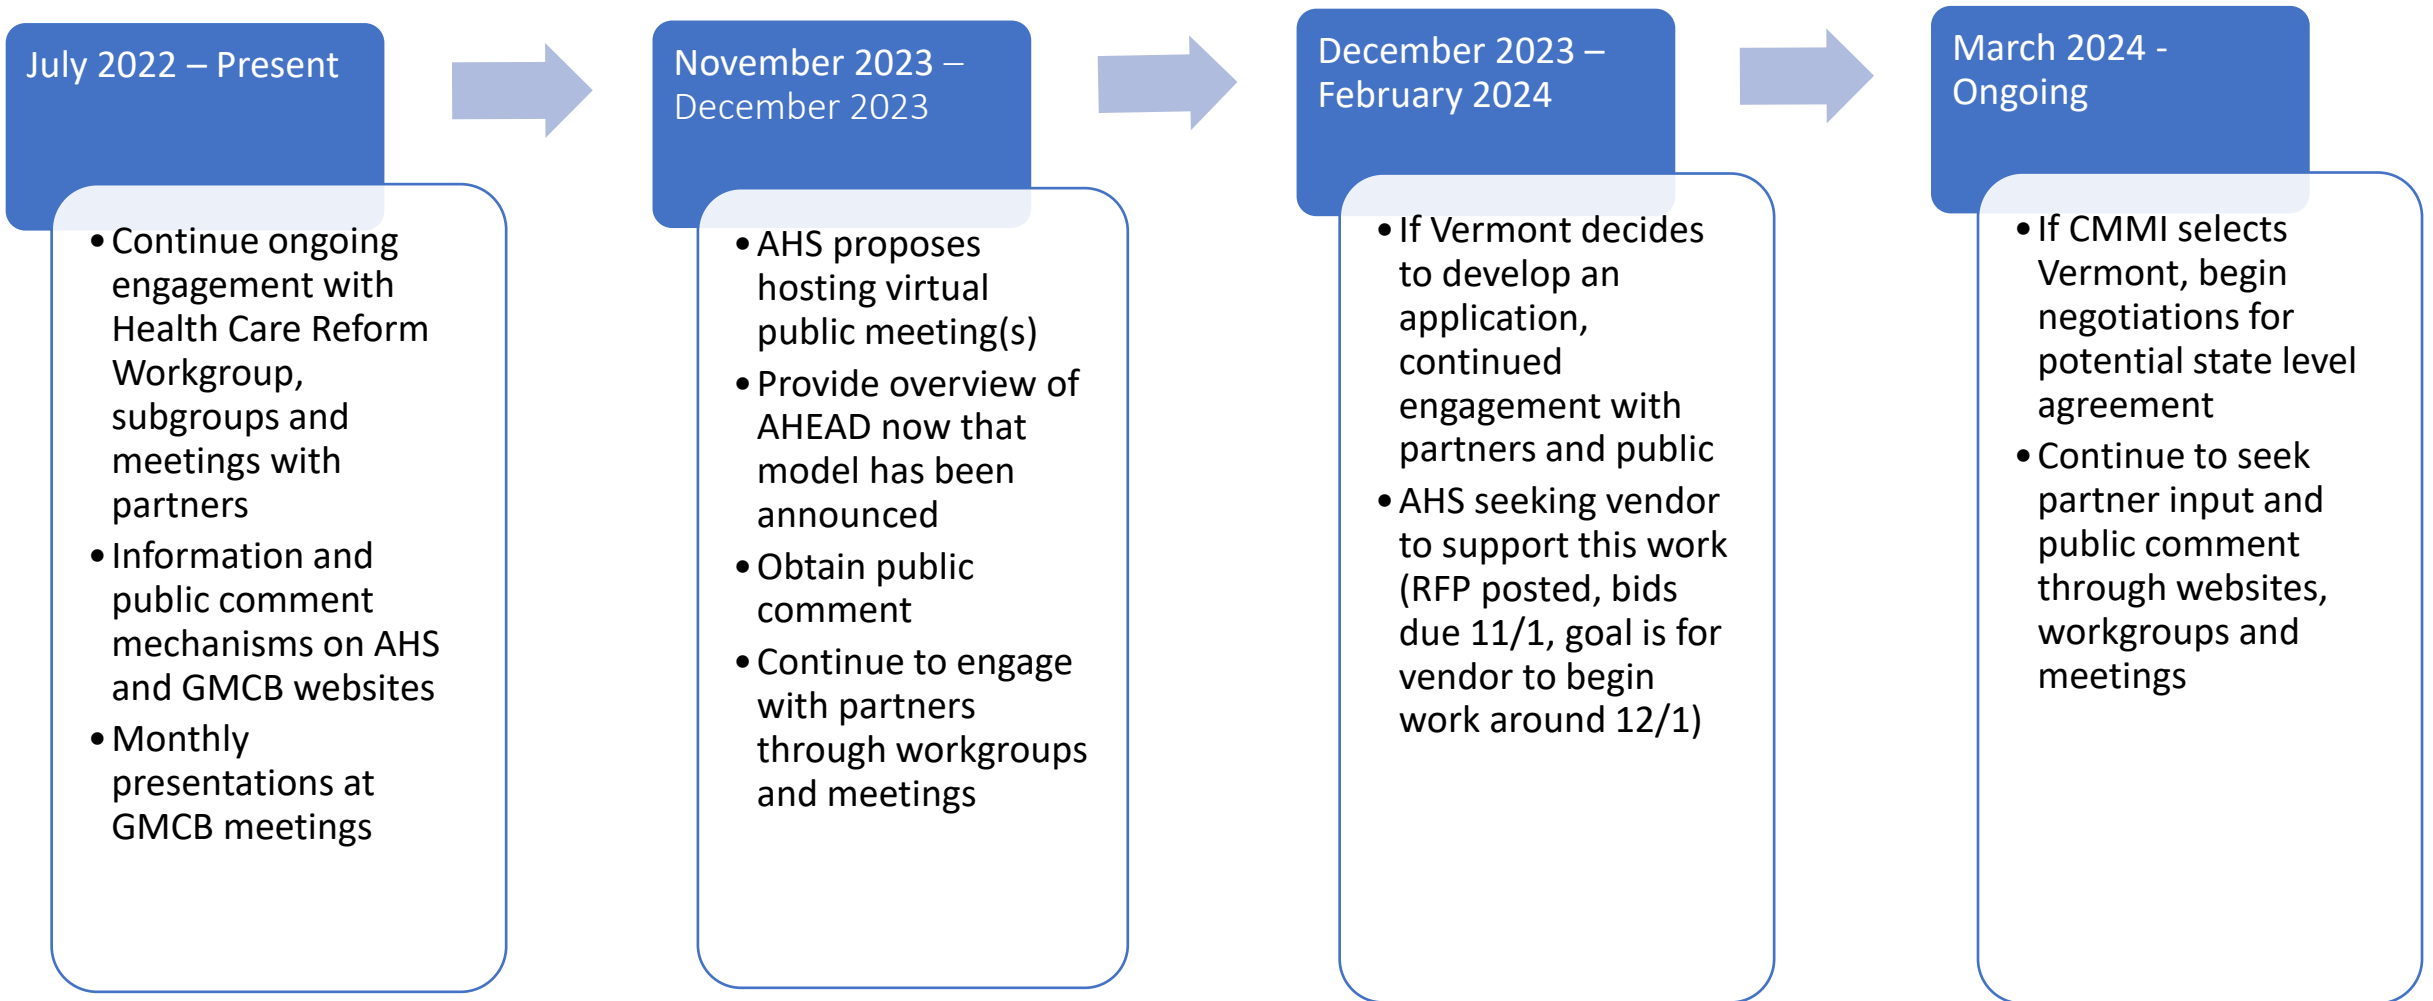 July 2022 – Present
•Continue ongoing
engagement with
Health Care Reform
Workgroup,
subgroups and
meetings with
partners
•Information and
public comment
mechanisms on AHS
and GMCB websites
•Monthly
presentations at
GMCB meetings
November 2023 –
December 2023
•AHS proposes
hosting virtual
public meeting(s)
•Provide overview of
AHEAD now that
model has been
announced
•Obtain public
comment
•Continue to engage
with partners
through workgroups
and meetings
December 2023 –
February 2024
•If Vermont decides
to develop an
application,
continued
engagement with
partners and public
•AHS seeking vendor
to support this work
(RFP posted, bids
due 11/1, goal is for
vendor to begin
work around 12/1)
March 2024 -
Ongoing
•If CMMI selects
Vermont, begin
negotiations for
potential state level
agreement
•Continue to seek
partner input and
public comment
through websites,
workgroups and
meetings